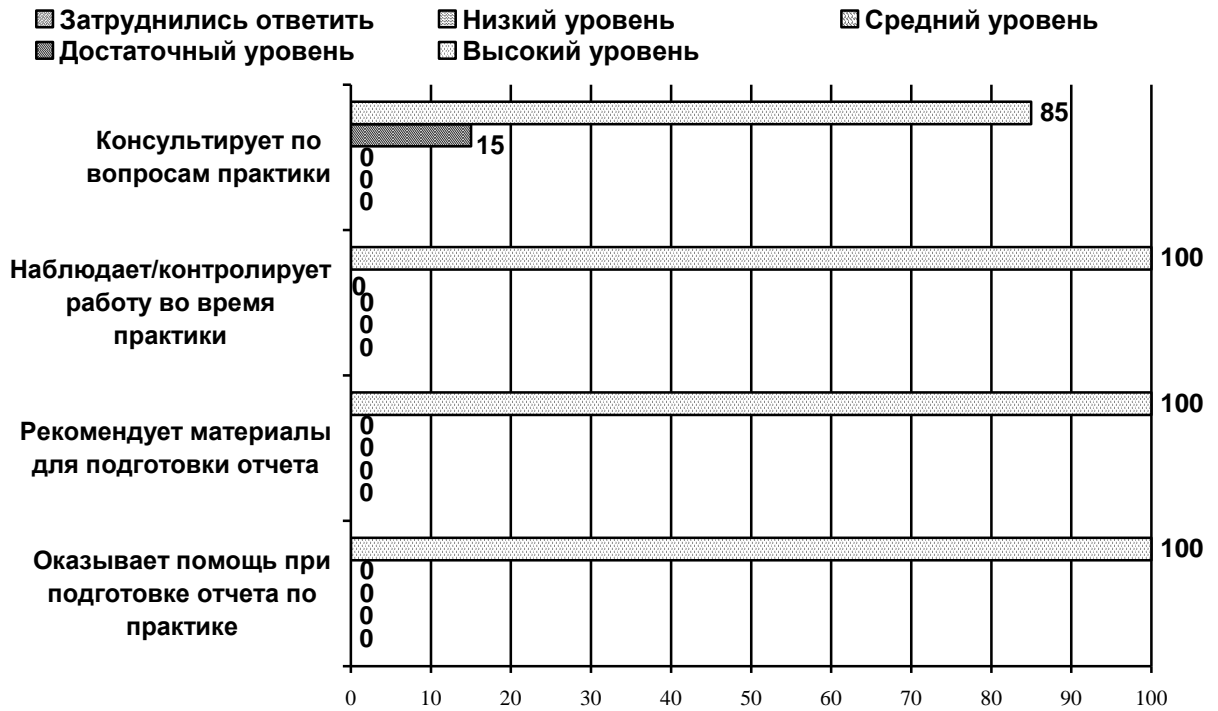 Затруднились ответить Низкий уровень Средний уровень
Достаточный уровень Высокий уровень
Консультирует по
вопросам практики
85
15
0
0
0
Наблюдает/контролирует
работу во время
практики
100
0
0
0
0
Рекомендует материалы
для подготовки отчета
100
0
0
0
0
Оказывает помощь при
подготовке отчета по
практике
100
0
0
0
0
0 10 20 30 40 50 60 70 80 90 100